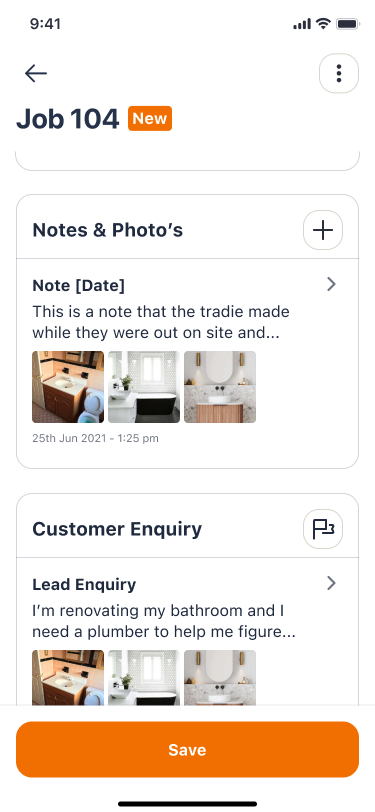 9:41
Job 104 New
Notes & Photo’s
Note [Date]
This is a note that the tradie made
while they were out on site and...
25th Jun 2021 - 1:25 pm
Customer Enquiry
Lead Enquiry
I’m renovating my bathroom and I
need a plumber to help me figure...
Save